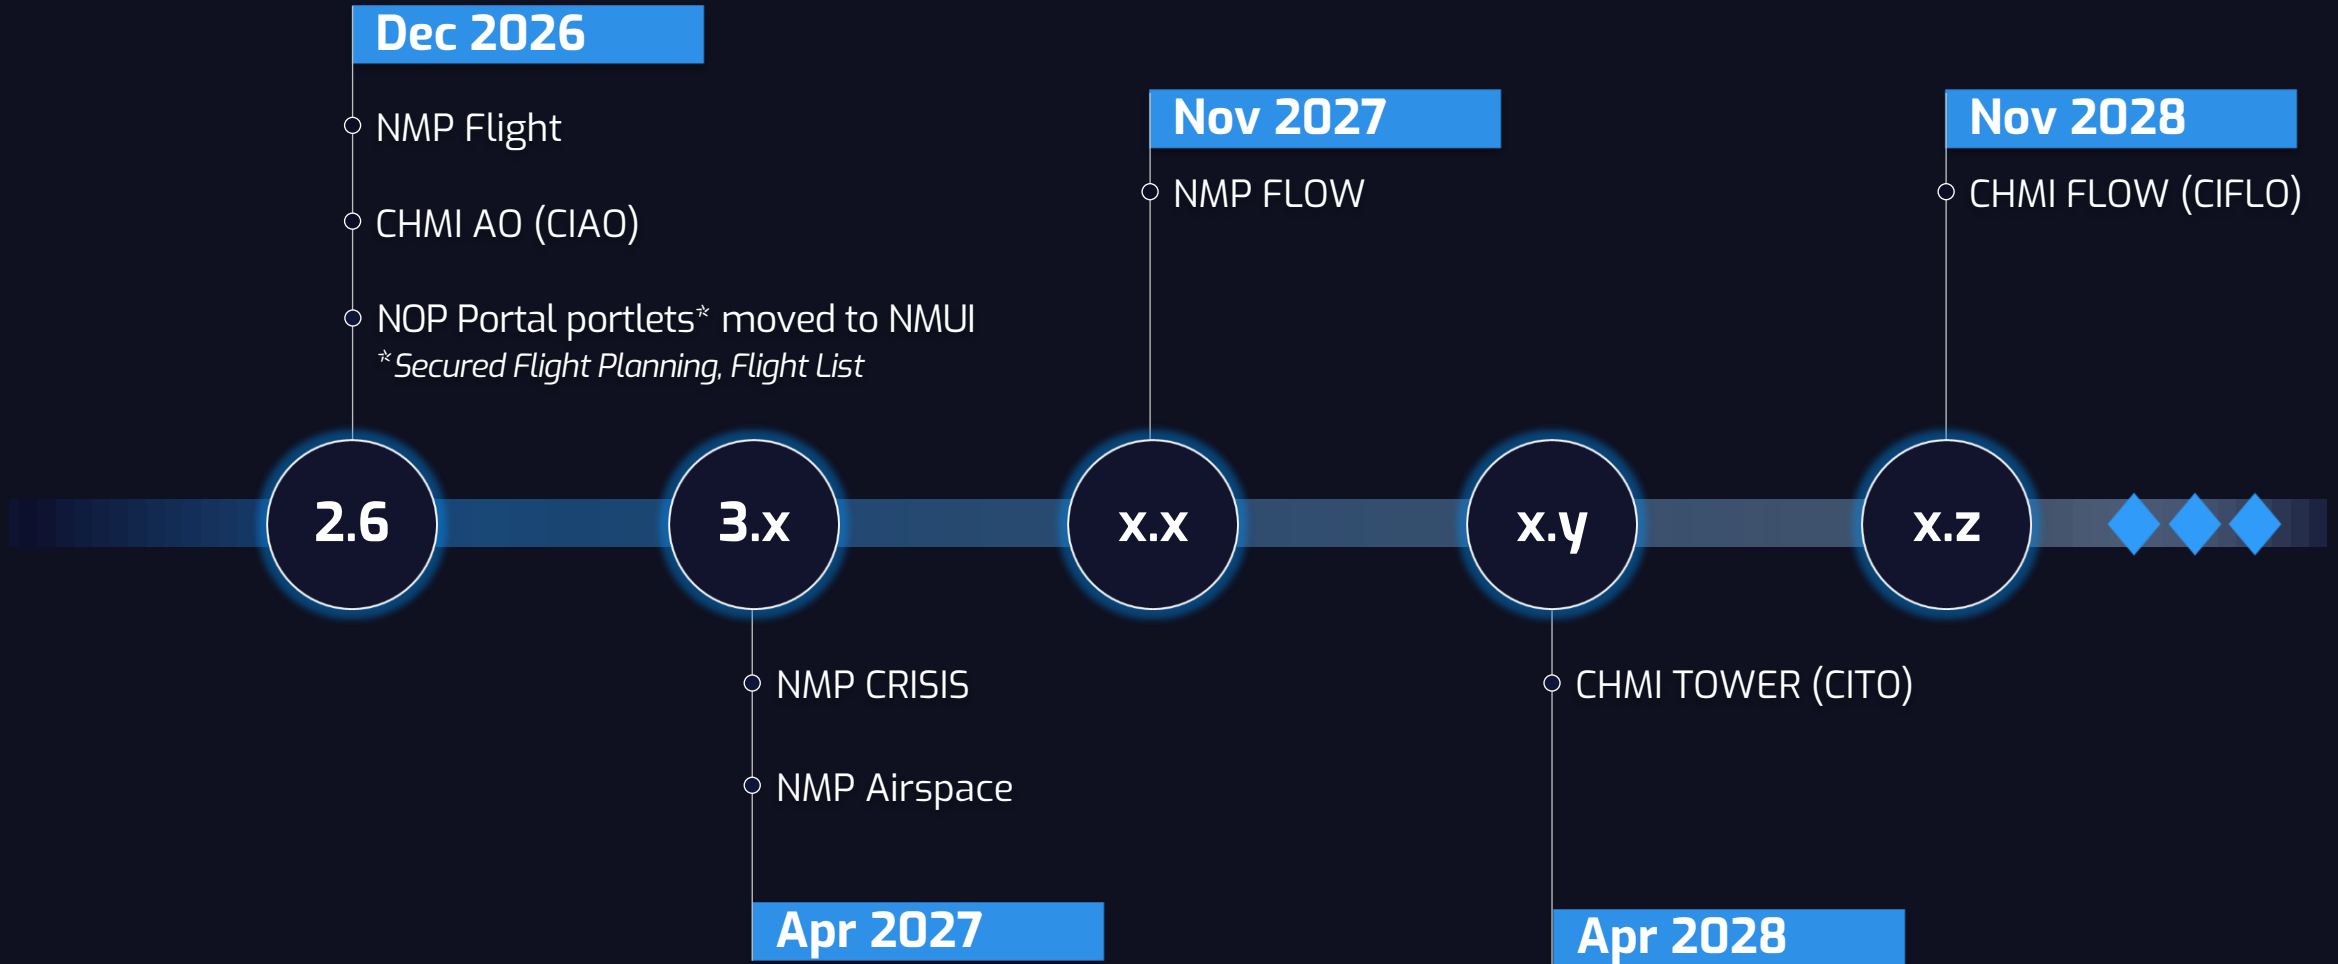 Dec 2026
NMP Flight
CHMI AO (CIAO)
NOP Portal portlets* moved to NMUI
*Secured Flight Planning, Flight List
Nov 2027
NMP FLOW
Nov 2028
CHMI FLOW (CIFLO)
2.6
3.x
x.x
x.y
x.z
NMP CRISIS
NMP Airspace
Apr 2027
CHMI TOWER (CITO)
Apr 2028